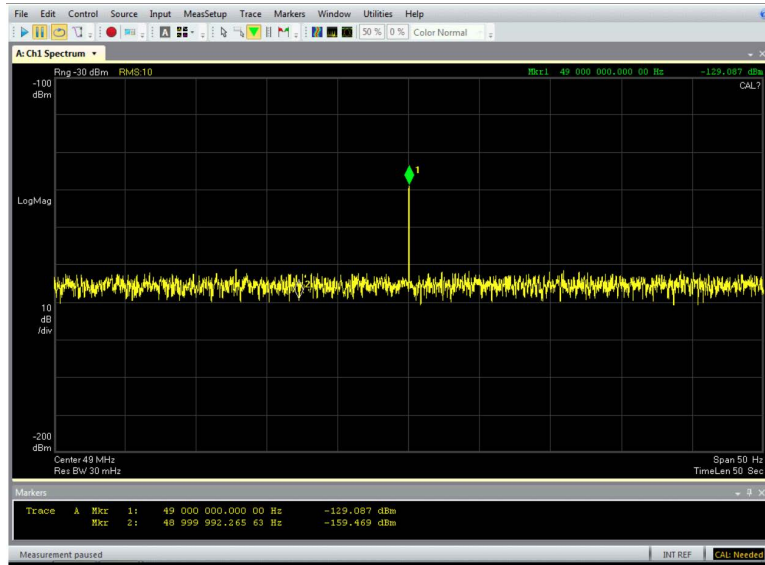 File Edit Control Source Input MeasSetup Trace Markers Window Utilities Help
A 50 % 0 % Color Normal
A: Ch1 Spectrum
Rng -30 dBm RMS:10 Mkr1 49 000 000.000 00 Hz -129.087 dBm
-100
dBm
CAL?
1
LogMag
2
10
dB
/div
-200
dBm
Center 49 MHz Span 50 Hz
Res BW 30 mHz TimeLen 50 Sec
Markers
Trace A Mkr 1: 49 000 000.000 00 Hz -129.087 dBm
Mkr 2: 48 999 992.265 63 Hz -159.469 dBm
Measurement paused INT REF CAL: Needed